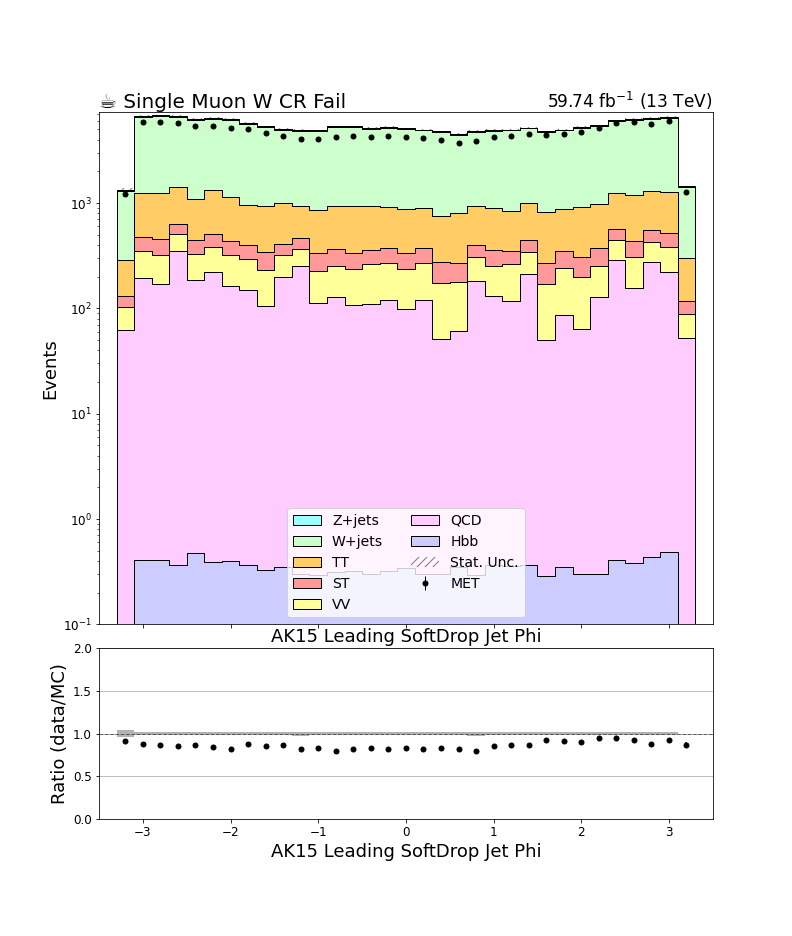 ☕ Single Muon W CR Fail 59.74 fb⁻¹ (13 TeV)
Events
10³
10²
10¹
10⁰
10⁻¹
Z+jets QCD
W+jets Hbb
TT Stat. Unc.
ST MET
VV
AK15 Leading SoftDrop Jet Phi
Ratio (data/MC)
2.0
1.5
1.0
0.5
0.0
−3 −2 −1 0 1 2 3
AK15 Leading SoftDrop Jet Phi